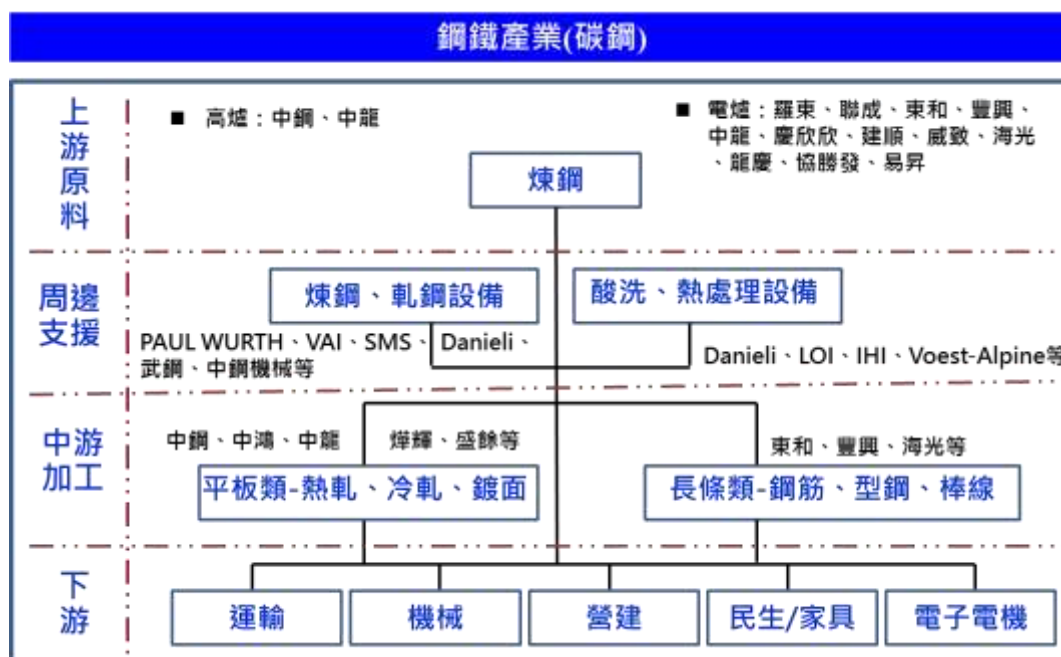 鋼鐵產業(碳鋼)
上
游
原
料
■ 高爐：中鋼、中龍
■ 電爐：羅東、聯成、東和、豐興、
中龍、慶欣欣、建順、威致、海光
、龍慶、協勝發、易昇
煉鋼
周邊
支援
煉鋼、軋鋼設備
酸洗、熱處理設備
PAUL WURTH、VAI、SMS、Danieli、
武鋼、中鋼機械等
Danieli、LOI、IHI、Voest-Alpine等
中游
加工
中鋼、中鴻、中龍
燁輝、盛餘等
東和、豐興、海光等
平板類-熱軋、冷軋、鍍面
長條類-鋼筋、型鋼、棒線
下
游
運輸
機械
營建
民生/家具
電子電機